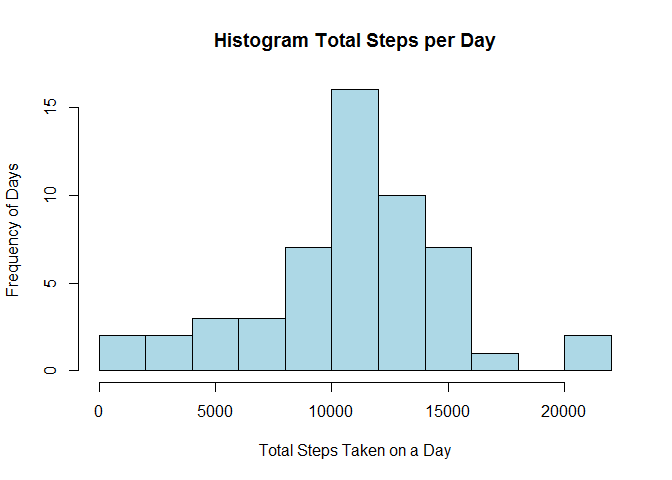 Histogram Total Steps per Day
Frequency of Days
15
10
5
0
0 5000 10000 15000 20000
Total Steps Taken on a Day